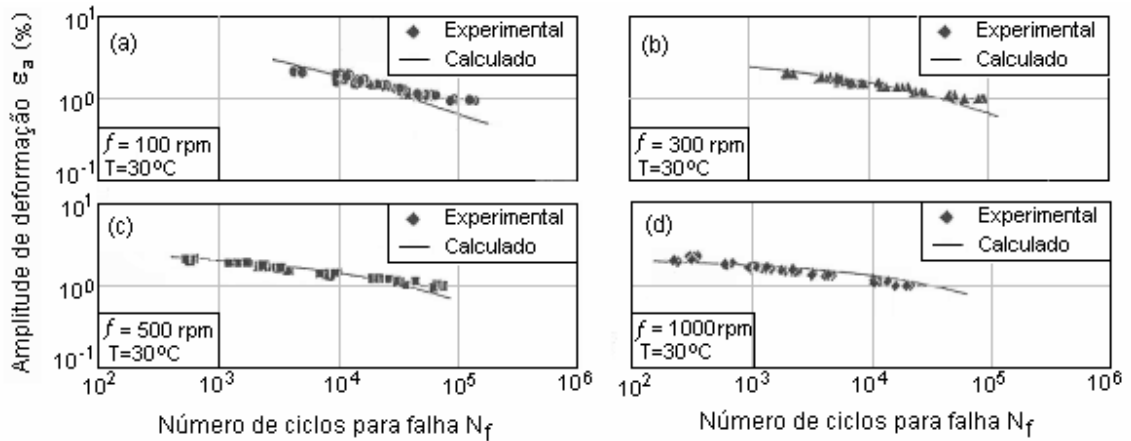 Amplitude de deformação εₐ (%)
10¹
10⁰
10⁻¹
(a)
Experimental
Calculado
f = 100 rpm
T=30ºC
(b)
Experimental
Calculado
f = 300 rpm
T=30ºC
10¹
10⁰
10⁻¹
(c)
Experimental
Calculado
f = 500 rpm
T=30ºC
(d)
Experimental
Calculado
f = 1000rpm
T=30ºC
10² 10³ 10⁴ 10⁵ 10⁶
10² 10³ 10⁴ 10⁵ 10⁶
Número de ciclos para falha N_f
Número de ciclos para falha N_f